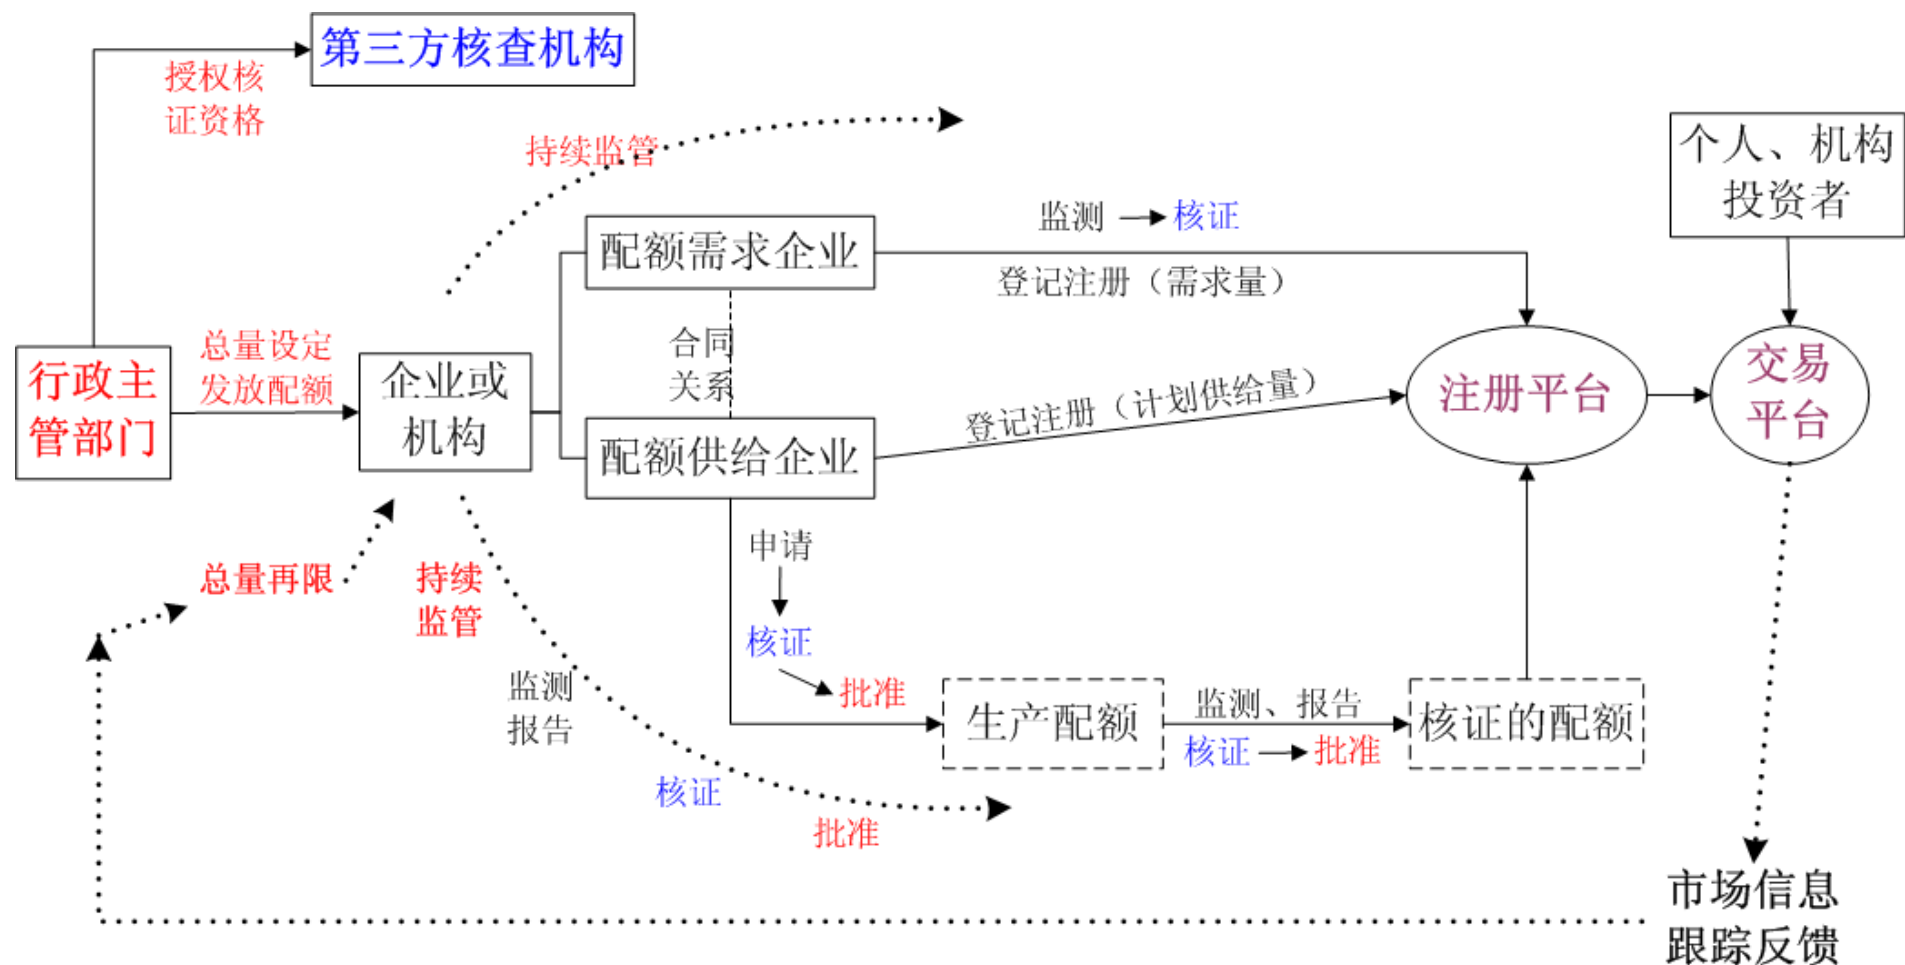 第三方核查机构
授权核
证资格
持续监管
个人、机构
投资者
监测
核证
配额需求企业
登记注册（需求量）
总量设定
发放配额
合同
关系
行政主
管部门
企业或
机构
登记注册（计划供给量）
注册平台
交易
平台
配额供给企业
申请
总量再限
持续
监管
核证
监测
报告
批准
生产配额
监测、报告
核证
批准
核证的配额
核证
批准
市场信息
跟踪反馈